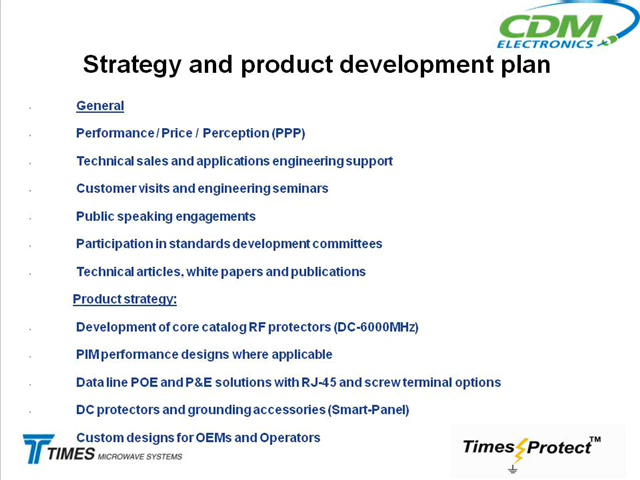 CDM
ELECTRONICS
Strategy and product development plan
General
Performance / Price / Perception (PPP)
Technical sales and applications engineering support
Customer visits and engineering seminars
Public speaking engagements
Participation in standards development committees
Technical articles, white papers and publications
Product strategy:
Development of core catalog RF protectors (DC-6000MHz)
PIM performance designs where applicable
Data line POE and P&E solutions with RJ-45 and screw terminal options
DC protectors and grounding accessories (Smart-Panel)
Custom designs for OEMs and Operators
TIMES MICROWAVE SYSTEMS
Times Protect™